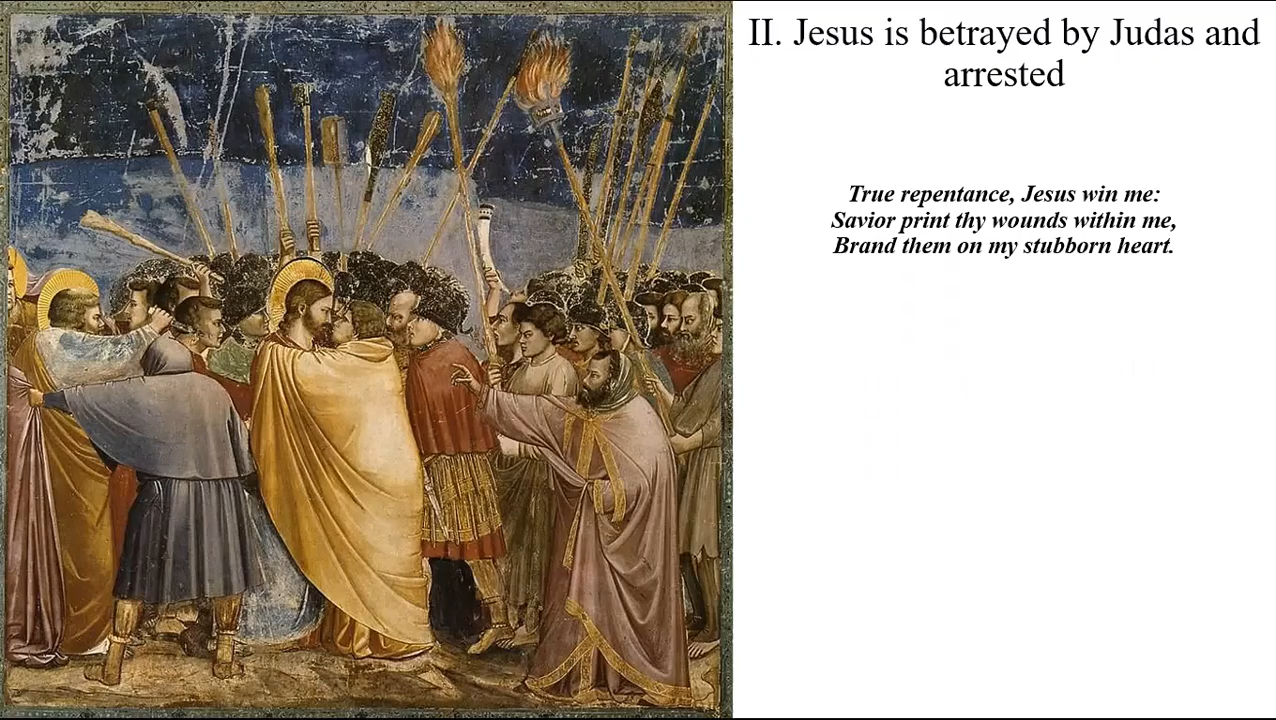 II. Jesus is betrayed by Judas and
arrested
True repentance, Jesus win me:
Savior print thy wounds within me,
Brand them on my stubborn heart.